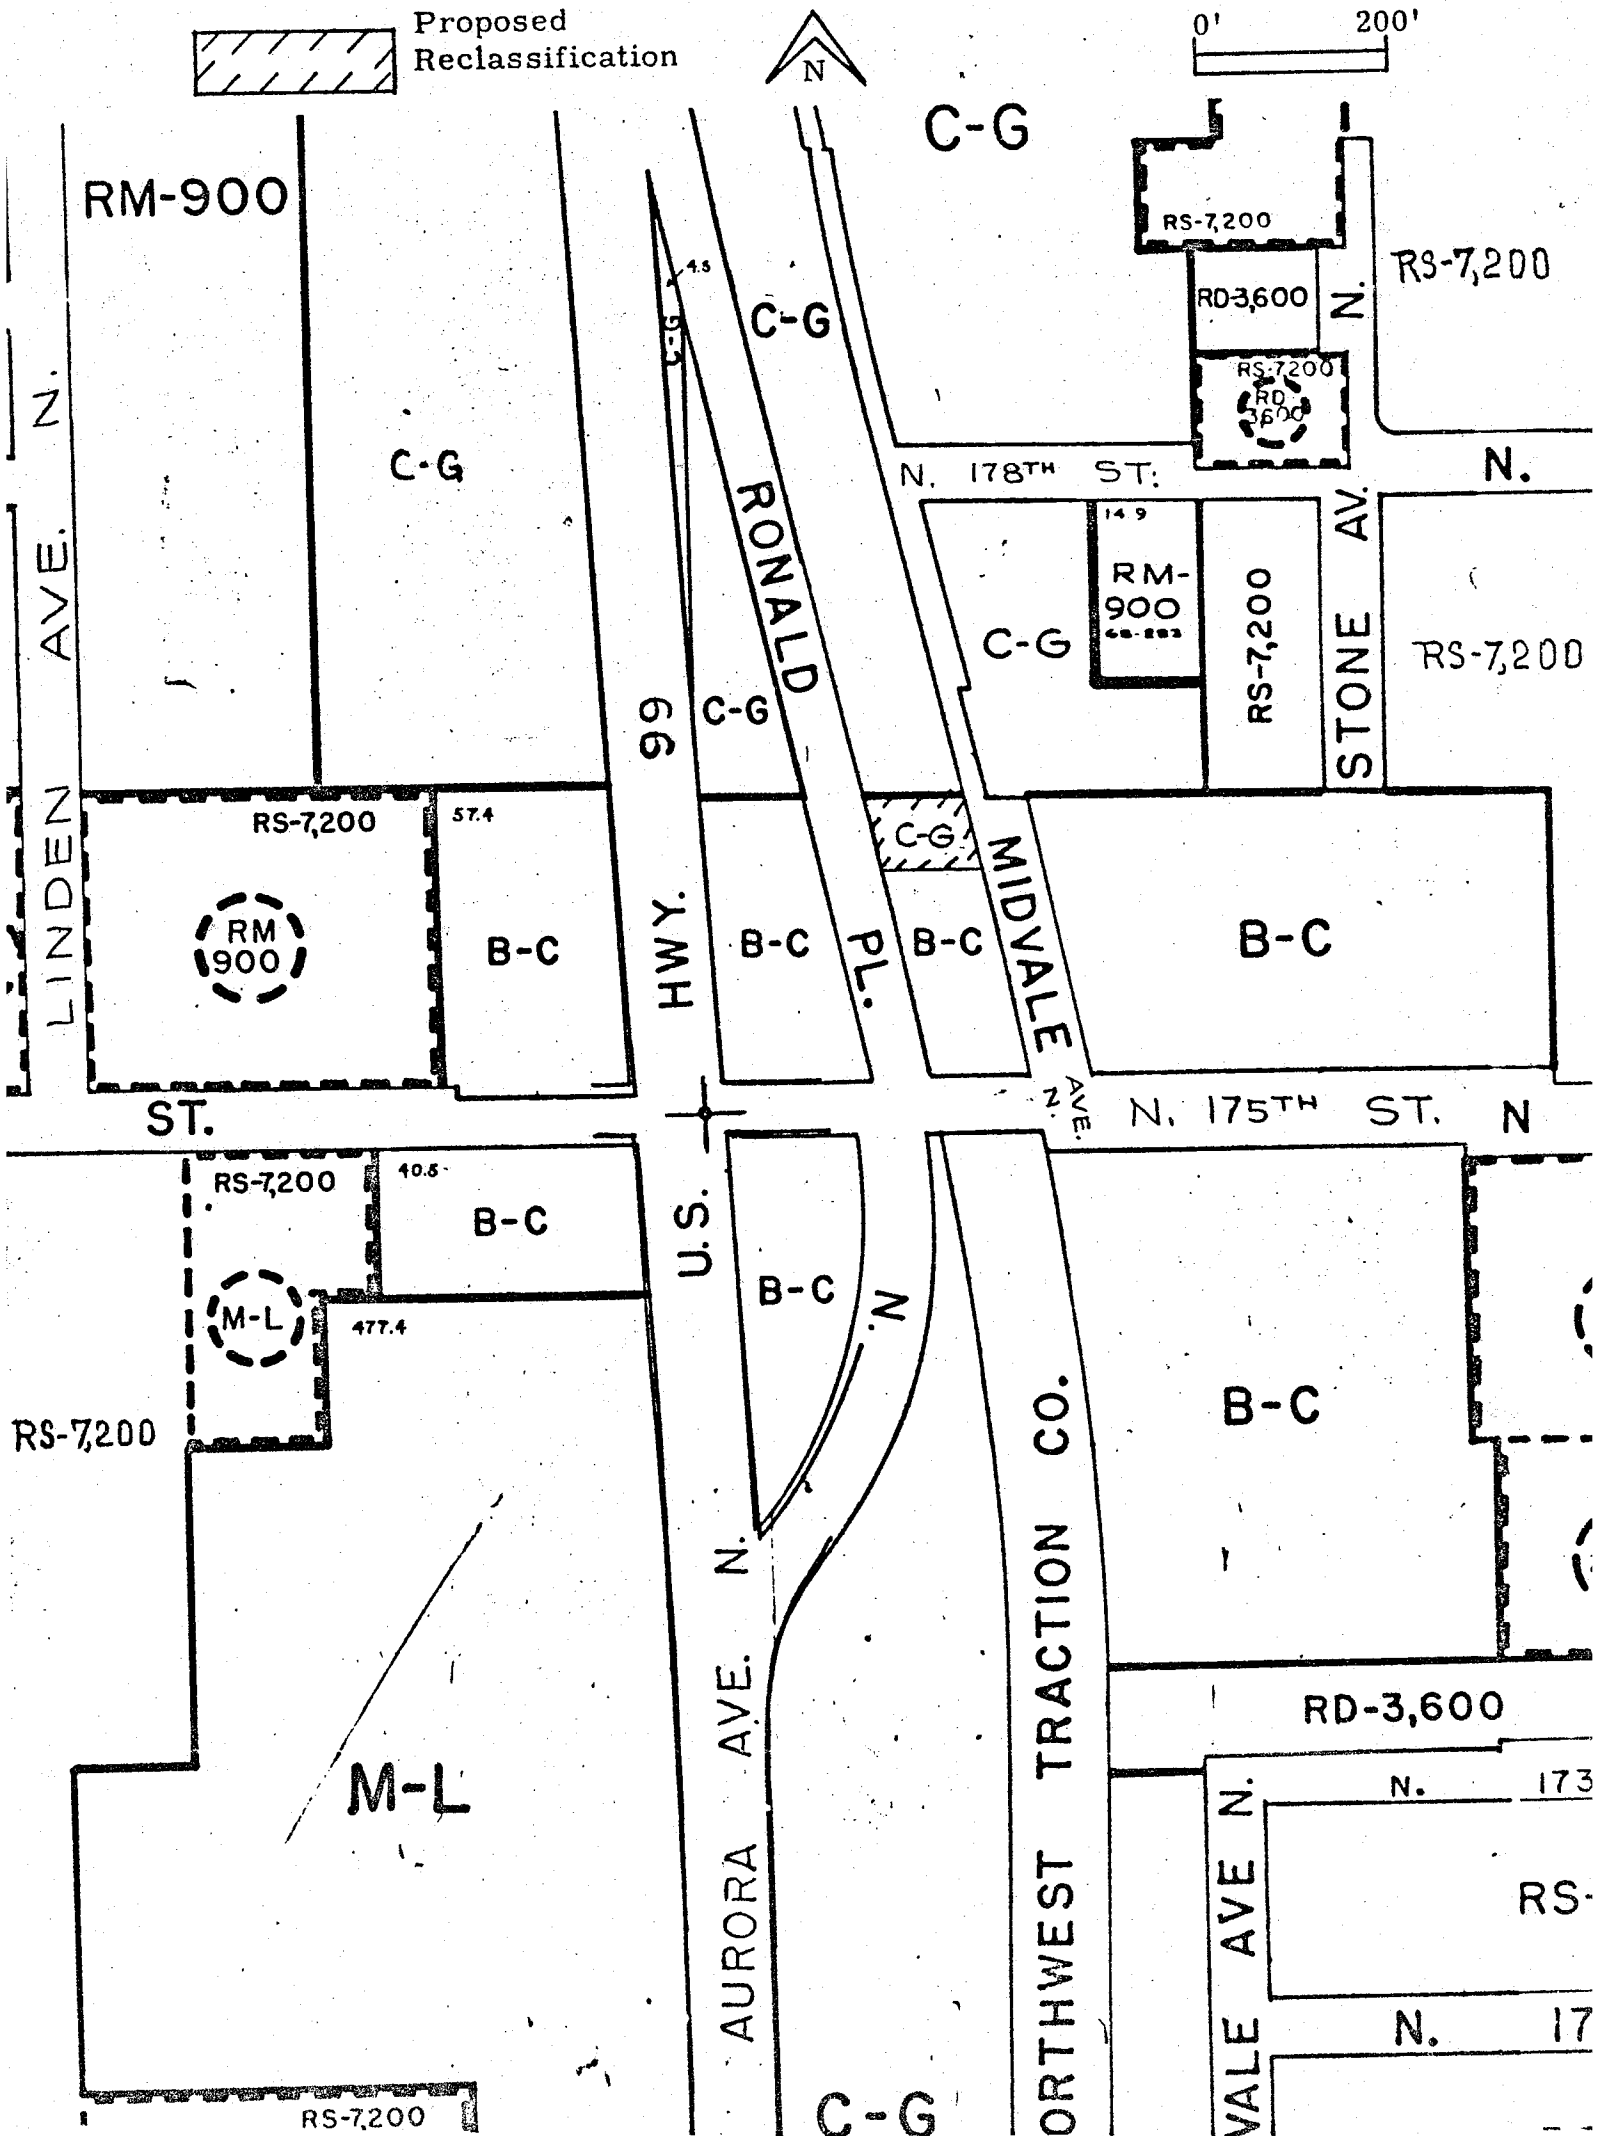 Proposed
Reclassification
N
0' 200'
C-G
RM-900
RS-7,200
RS-7,200
4.5
C-G
C-G
RD-3,600
N.
RS-7200
RD
3,600
N.
C-G
N. 178TH ST.
N.
RONALD
14.9
RM-
900
RS-7,200
STONE AV.
AVE.
C-G
RS-7,200
99
C-G
LINDEN
RS-7,200
57.4
C-G
MIDVALE
RM
900
B-C
HWY.
B-C
PL.
B-C
B-C
AVE.
N.
ST.
N. 175TH ST. N
RS-7,200
40.5
B-C
U.S.
B-C
N.
M-L
477.4
RS-7,200
B-C
CO.
N.
TRACTION
AVE.
RD-3,600
M-L
N. 173
N.
AVE
RS-
AURORA
ORTHWEST
N. 17
VALE
RS-7,200
C-G